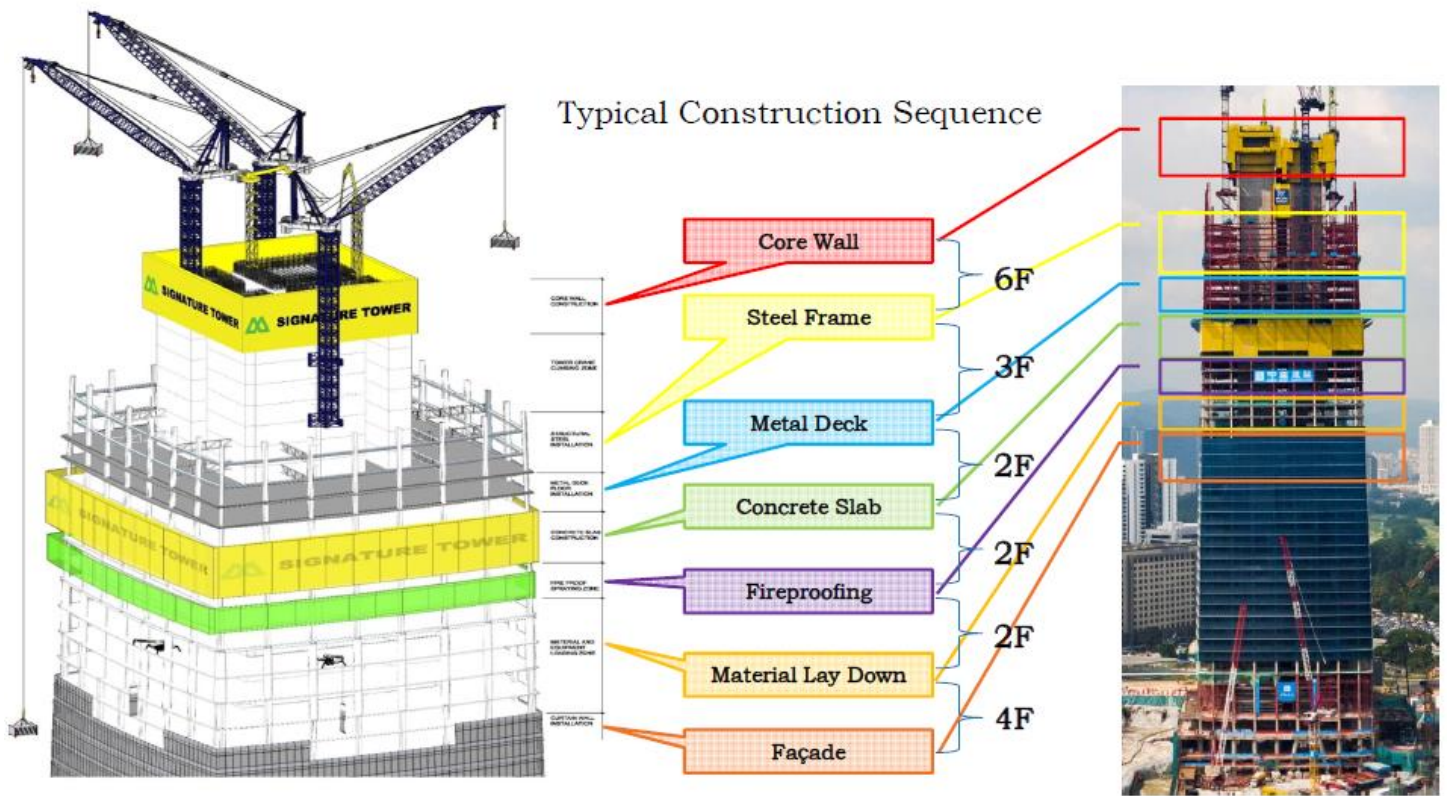 Typical Construction Sequence
Core Wall
6F
Steel Frame
3F
Metal Deck
2F
Concrete Slab
2F
Fireproofing
2F
Material Lay Down
4F
Façade
SIGNATURE TOWER
SIGNATURE TOWER
SIGNATURE TOWER
SIGNATURE TOWER
CORE WALL
CONSTRUCTION
TOWER CRANE
CLIMBING ZONE
STRUCTURAL
STEEL
INSTALLATION
METAL DECK
FLOOR
INSTALLATION
CONCRETE SLAB
CONSTRUCTION
FIRE PROOF
SPRAYING ZONE
MATERIAL AND
EQUIPMENT
LOADING ZONE
CURTAIN WALL
INSTALLATION